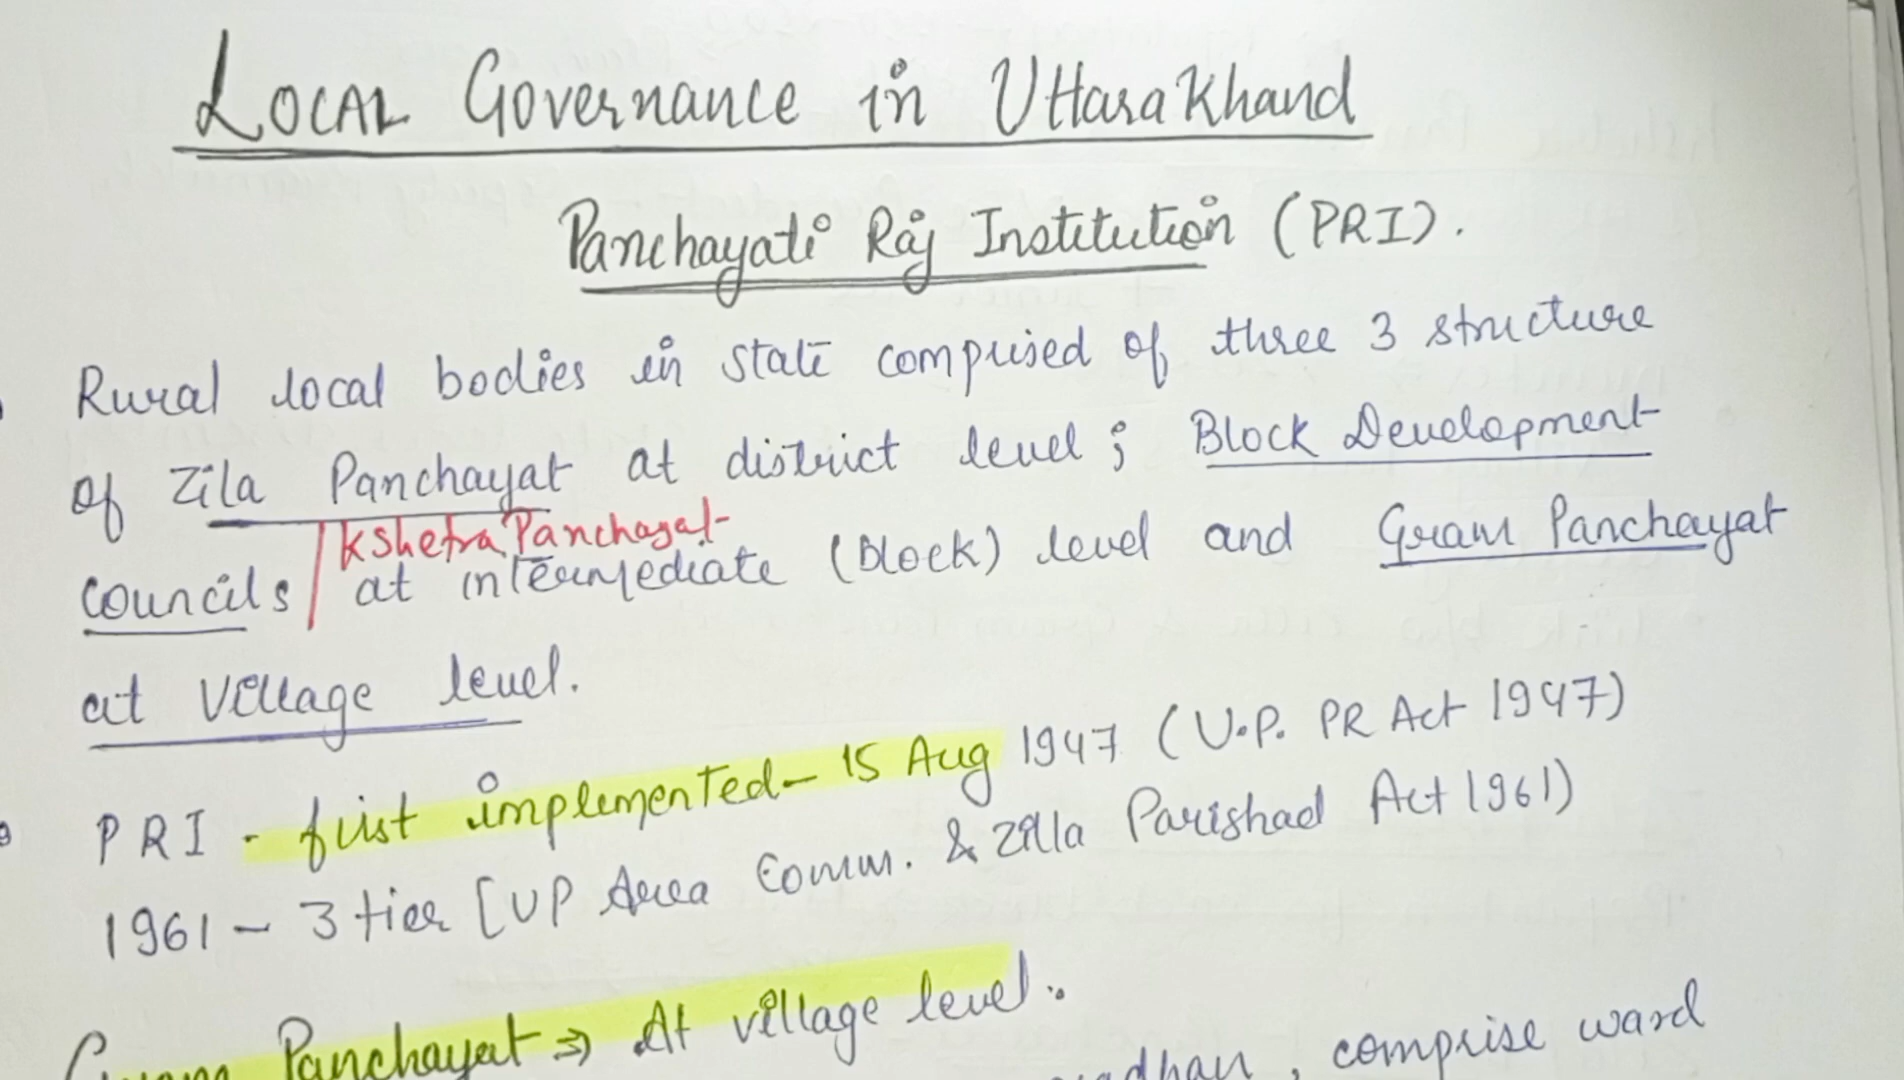 LOCAL Governance in Uttarakhand
Panchayati Raj Institution (PRI).
Rural local bodies in state comprised of three 3 structure
of Zila Panchayat at district level ; Block Development
Kshetra Panchayat
councils / at intermediate (Block) level and Gram Panchayat
at Village level.
PRI - first implemented - 15 Aug 1947 (U.P. PR Act 1947)
1961 - 3 tier [UP Area Comm. & Zilla Parishad Act 1961)
Gram Panchayat ⇒ At village level.
, comprise ward